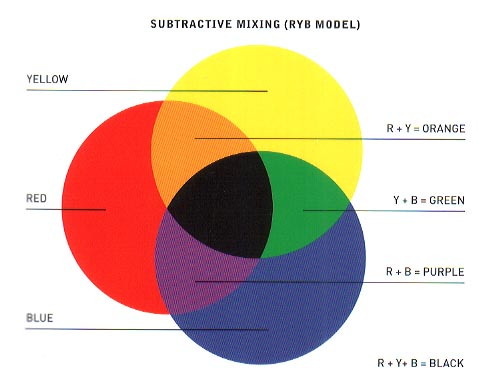 SUBTRACTIVE MIXING (RYB MODEL)
YELLOW
R + Y = ORANGE
RED
Y + B = GREEN
R + B = PURPLE
BLUE
R + Y+ B = BLACK